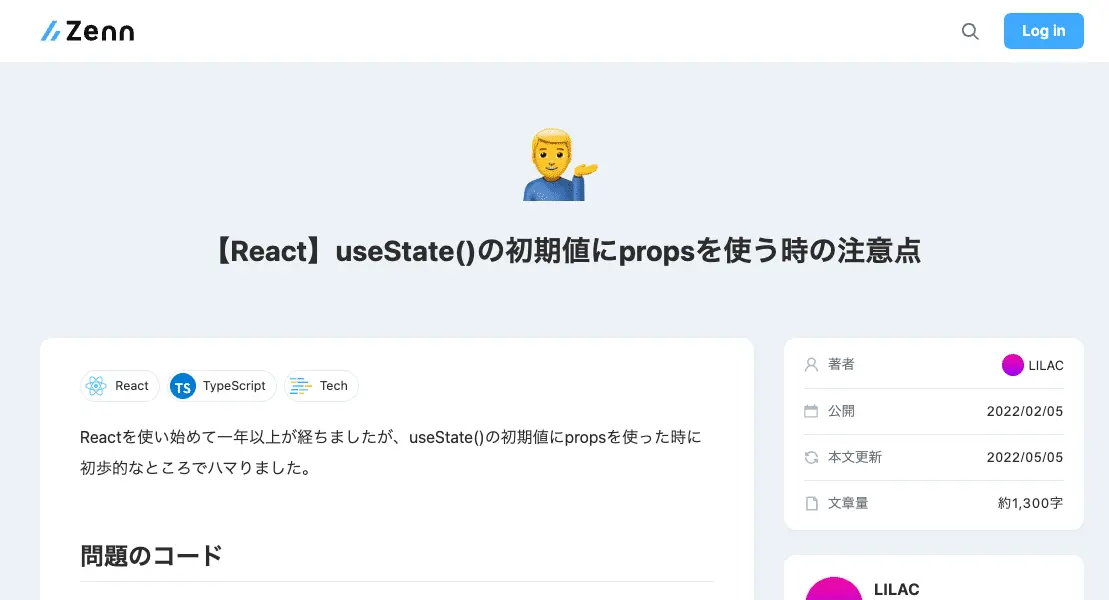 Zenn
Log in
【React】useState()の初期値にpropsを使う時の注意点
React
TS
TypeScript
Tech
Reactを使い始めて一年以上が経ちましたが、useState()の初期値にpropsを使った時に
初歩的なところでハマりました。
問題のコード
著者 LILAC
公開 2022/02/05
本文更新 2022/05/05
文章量 約1,300字
LILAC